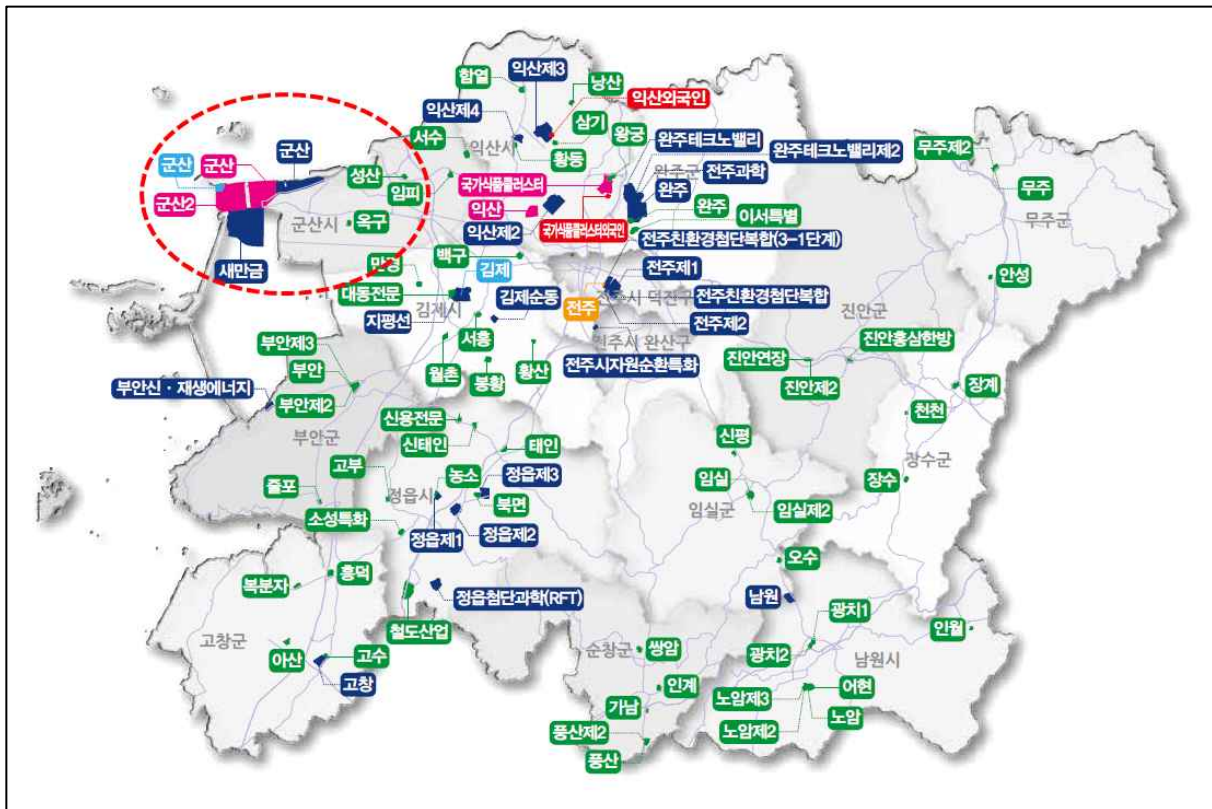 함열
익산제3
낭산
익산외국인
익산제4
삼기
왕궁
서수
익산시
황등
완주테크노밸리
완주테크노밸리제2
완주군
전주과학
완주
무주제2
무주
무주군
군산
군산
군산
성산
임피
국가식품클러스터
군산2
군산시
옥구
익산
국가식품클러스터외국인
완주
이서특별
익산제2
전주친환경첨단복합(3-1단계)
새만금
만경
백구
김제
전주제1
안성
대동전문
김제시
김제순동
전주
전주시 덕진구
전주친환경첨단복합
진안군
지평선
전주제2
부안제3
서흥
전주시 완산구
진안홍삼한방
부안
월촌
봉황
황산
전주시자원순환특화
진안연장
진안제2
장계
부안신·재생에너지
부안제2
천천
신용전문
부안군
신태인
태인
신평
장수군
고부
농소
정읍제3
임실
장수
줄포
정읍시
북면
임실군
임실제2
소성특화
정읍제1
정읍제2
오수
복분자
흥덕
정읍첨단과학(RFT)
남원
광치1
고창군
철도산업
인월
순창군
쌍암
광치2
남원시
아산
고수
고창
인계
노암제3
어현
가남
노암
풍산제2
노암제2
풍산